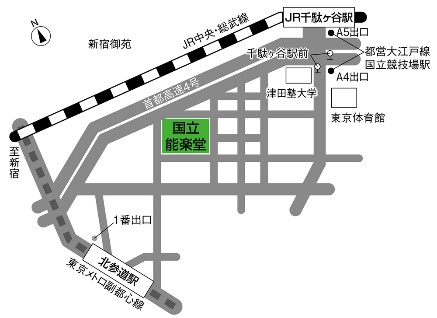 N
新宿御苑
JR中央・総武線
JR千駄ヶ谷駅
A5出口
都営大江戸線
国立競技場駅
千駄ヶ谷駅前
A4出口
津田塾大学
東京体育館
首都高速4号
国立
能楽堂
至新宿
1番出口
北参道駅
東京メトロ副都心線